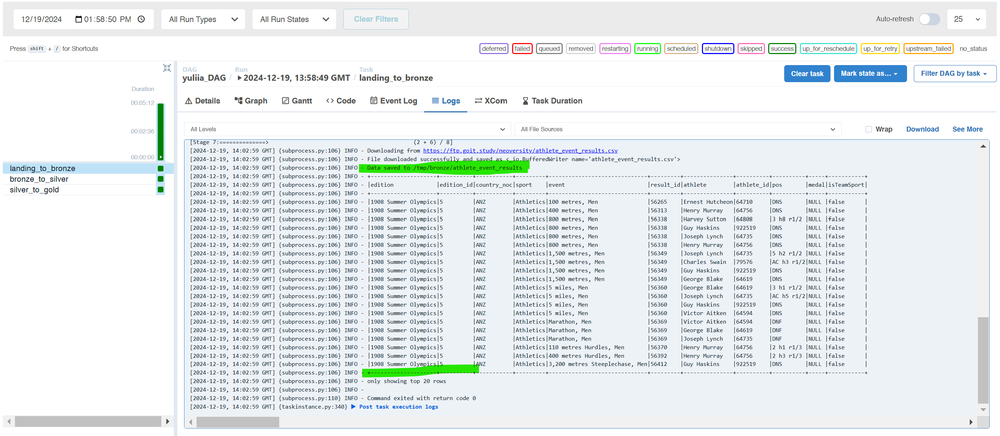 12/19/2024 01:58:50 PM All Run Types All Run States Clear Filters Auto-refresh 25
Press shift + / for Shortcuts deferred failed queued removed restarting running scheduled shutdown skipped success up_for_reschedule up_for_retry upstream_failed no_status
DAG Run Task
yuliia_DAG / 2024-12-19, 13:58:49 GMT / landing_to_bronze
Clear task Mark state as... Filter DAG by task
Duration
00:05:12
00:02:36
00:00:00
landing_to_bronze
bronze_to_silver
silver_to_gold
Details Graph Gantt Code Event Log Logs XCom Task Duration
All Levels All File Sources Wrap Download See More
[Stage 7:==============> (2 + 6) / 8]
[2024-12-19, 14:02:59 GMT] {subprocess.py:106} INFO - Downloading from https://ftp.goit.study/neoversity/athlete_event_results.csv
[2024-12-19, 14:02:59 GMT] {subprocess.py:106} INFO - File downloaded successfully and saved as <_io.BufferedWriter name='athlete_event_results.csv'>
[2024-12-19, 14:02:59 GMT] {subprocess.py:106} INFO - Data saved to /tmp/bronze/athlete_event_results
[2024-12-19, 14:02:59 GMT] {subprocess.py:106} INFO - +--------------------+----------+-----------+---------+------------------------------+---------+---------------+----------+----------+-----+-----------+
[2024-12-19, 14:02:59 GMT] {subprocess.py:106} INFO - |edition |edition_id|country_noc|sport |event |result_id|athlete |athlete_id|pos |medal|isTeamSport|
[2024-12-19, 14:02:59 GMT] {subprocess.py:106} INFO - +--------------------+----------+-----------+---------+------------------------------+---------+---------------+----------+----------+-----+-----------+
[2024-12-19, 14:02:59 GMT] {subprocess.py:106} INFO - |1908 Summer Olympics|5 |ANZ |Athletics|100 metres, Men |56265 |Ernest Hutcheon|64710 |DNS |NULL |false |
[2024-12-19, 14:02:59 GMT] {subprocess.py:106} INFO - |1908 Summer Olympics|5 |ANZ |Athletics|400 metres, Men |56313 |Henry Murray |64756 |DNS |NULL |false |
[2024-12-19, 14:02:59 GMT] {subprocess.py:106} INFO - |1908 Summer Olympics|5 |ANZ |Athletics|800 metres, Men |56338 |Harvey Sutton |64808 |3 h8 r1/2 |NULL |false |
[2024-12-19, 14:02:59 GMT] {subprocess.py:106} INFO - |1908 Summer Olympics|5 |ANZ |Athletics|800 metres, Men |56338 |Guy Haskins |922519 |DNS |NULL |false |
[2024-12-19, 14:02:59 GMT] {subprocess.py:106} INFO - |1908 Summer Olympics|5 |ANZ |Athletics|800 metres, Men |56338 |Joseph Lynch |64735 |DNS |NULL |false |
[2024-12-19, 14:02:59 GMT] {subprocess.py:106} INFO - |1908 Summer Olympics|5 |ANZ |Athletics|800 metres, Men |56338 |Henry Murray |64756 |DNS |NULL |false |
[2024-12-19, 14:02:59 GMT] {subprocess.py:106} INFO - |1908 Summer Olympics|5 |ANZ |Athletics|1,500 metres, Men |56349 |Joseph Lynch |64735 |5 h2 r1/2 |NULL |false |
[2024-12-19, 14:02:59 GMT] {subprocess.py:106} INFO - |1908 Summer Olympics|5 |ANZ |Athletics|1,500 metres, Men |56349 |Charles Swain |79576 |AC h3 r1/2|NULL |false |
[2024-12-19, 14:02:59 GMT] {subprocess.py:106} INFO - |1908 Summer Olympics|5 |ANZ |Athletics|1,500 metres, Men |56349 |Guy Haskins |922519 |DNS |NULL |false |
[2024-12-19, 14:02:59 GMT] {subprocess.py:106} INFO - |1908 Summer Olympics|5 |ANZ |Athletics|1,500 metres, Men |56349 |George Blake |64619 |DNS |NULL |false |
[2024-12-19, 14:02:59 GMT] {subprocess.py:106} INFO - |1908 Summer Olympics|5 |ANZ |Athletics|5 miles, Men |56360 |George Blake |64619 |3 h1 r1/2 |NULL |false |
[2024-12-19, 14:02:59 GMT] {subprocess.py:106} INFO - |1908 Summer Olympics|5 |ANZ |Athletics|5 miles, Men |56360 |Joseph Lynch |64735 |AC h5 r1/2|NULL |false |
[2024-12-19, 14:02:59 GMT] {subprocess.py:106} INFO - |1908 Summer Olympics|5 |ANZ |Athletics|5 miles, Men |56360 |Guy Haskins |922519 |DNS |NULL |false |
[2024-12-19, 14:02:59 GMT] {subprocess.py:106} INFO - |1908 Summer Olympics|5 |ANZ |Athletics|5 miles, Men |56360 |Victor Aitken |64594 |DNS |NULL |false |
[2024-12-19, 14:02:59 GMT] {subprocess.py:106} INFO - |1908 Summer Olympics|5 |ANZ |Athletics|Marathon, Men |56369 |Victor Aitken |64594 |DNF |NULL |false |
[2024-12-19, 14:02:59 GMT] {subprocess.py:106} INFO - |1908 Summer Olympics|5 |ANZ |Athletics|Marathon, Men |56369 |George Blake |64619 |DNF |NULL |false |
[2024-12-19, 14:02:59 GMT] {subprocess.py:106} INFO - |1908 Summer Olympics|5 |ANZ |Athletics|Marathon, Men |56369 |Joseph Lynch |64735 |DNF |NULL |false |
[2024-12-19, 14:02:59 GMT] {subprocess.py:106} INFO - |1908 Summer Olympics|5 |ANZ |Athletics|110 metres Hurdles, Men |56370 |Henry Murray |64756 |2 h1 r1/3 |NULL |false |
[2024-12-19, 14:02:59 GMT] {subprocess.py:106} INFO - |1908 Summer Olympics|5 |ANZ |Athletics|400 metres Hurdles, Men |56392 |Henry Murray |64756 |2 h3 r1/3 |NULL |false |
[2024-12-19, 14:02:59 GMT] {subprocess.py:106} INFO - |1908 Summer Olympics|5 |ANZ |Athletics|3,200 metres Steeplechase, Men|56412 |Guy Haskins |922519 |DNS |NULL |false |
[2024-12-19, 14:02:59 GMT] {subprocess.py:106} INFO - +--------------------+----------+-----------+---------+------------------------------+---------+---------------+----------+----------+-----+-----------+
[2024-12-19, 14:02:59 GMT] {subprocess.py:106} INFO - only showing top 20 rows
[2024-12-19, 14:02:59 GMT] {subprocess.py:106} INFO -
[2024-12-19, 14:02:59 GMT] {subprocess.py:110} INFO - Command exited with return code 0
[2024-12-19, 14:02:59 GMT] {taskinstance.py:340} ▶ Post task execution logs